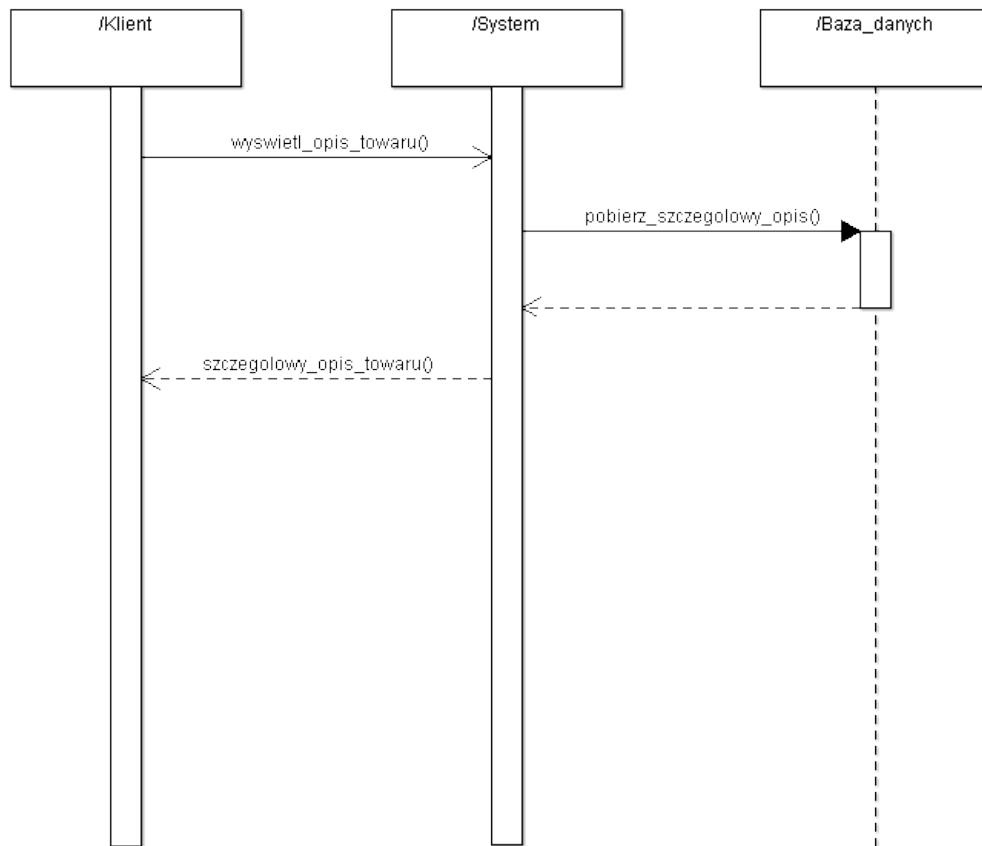 /Klient
/System
/Baza_danych
wyswietl_opis_towaru()
pobierz_szczegolowy_opis()
szczegolowy_opis_towaru()